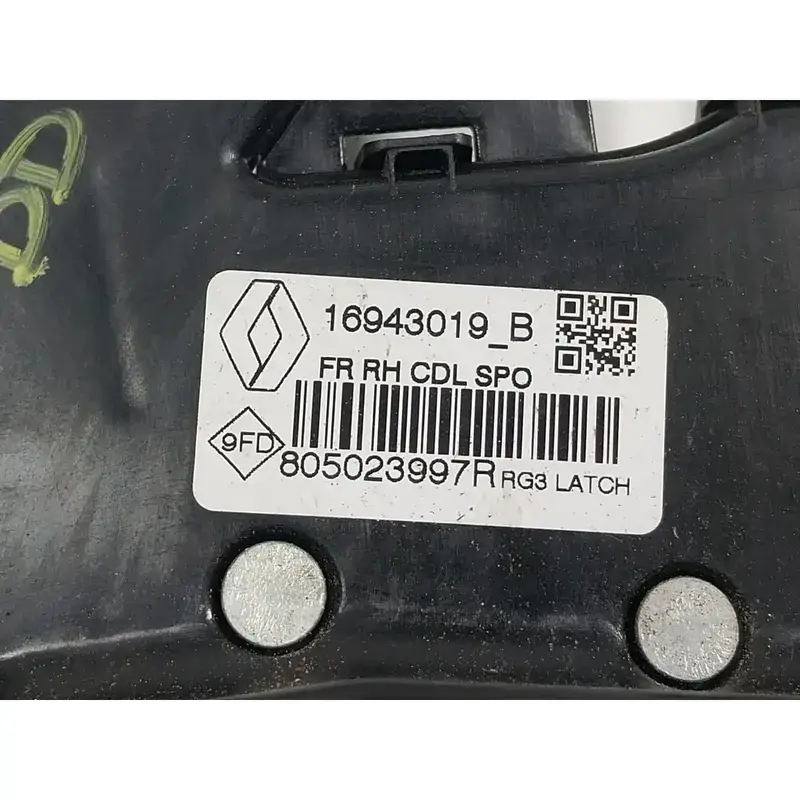 16943019_B
FR RH CDL SPO
9FD
805023997R RG3 LATCH